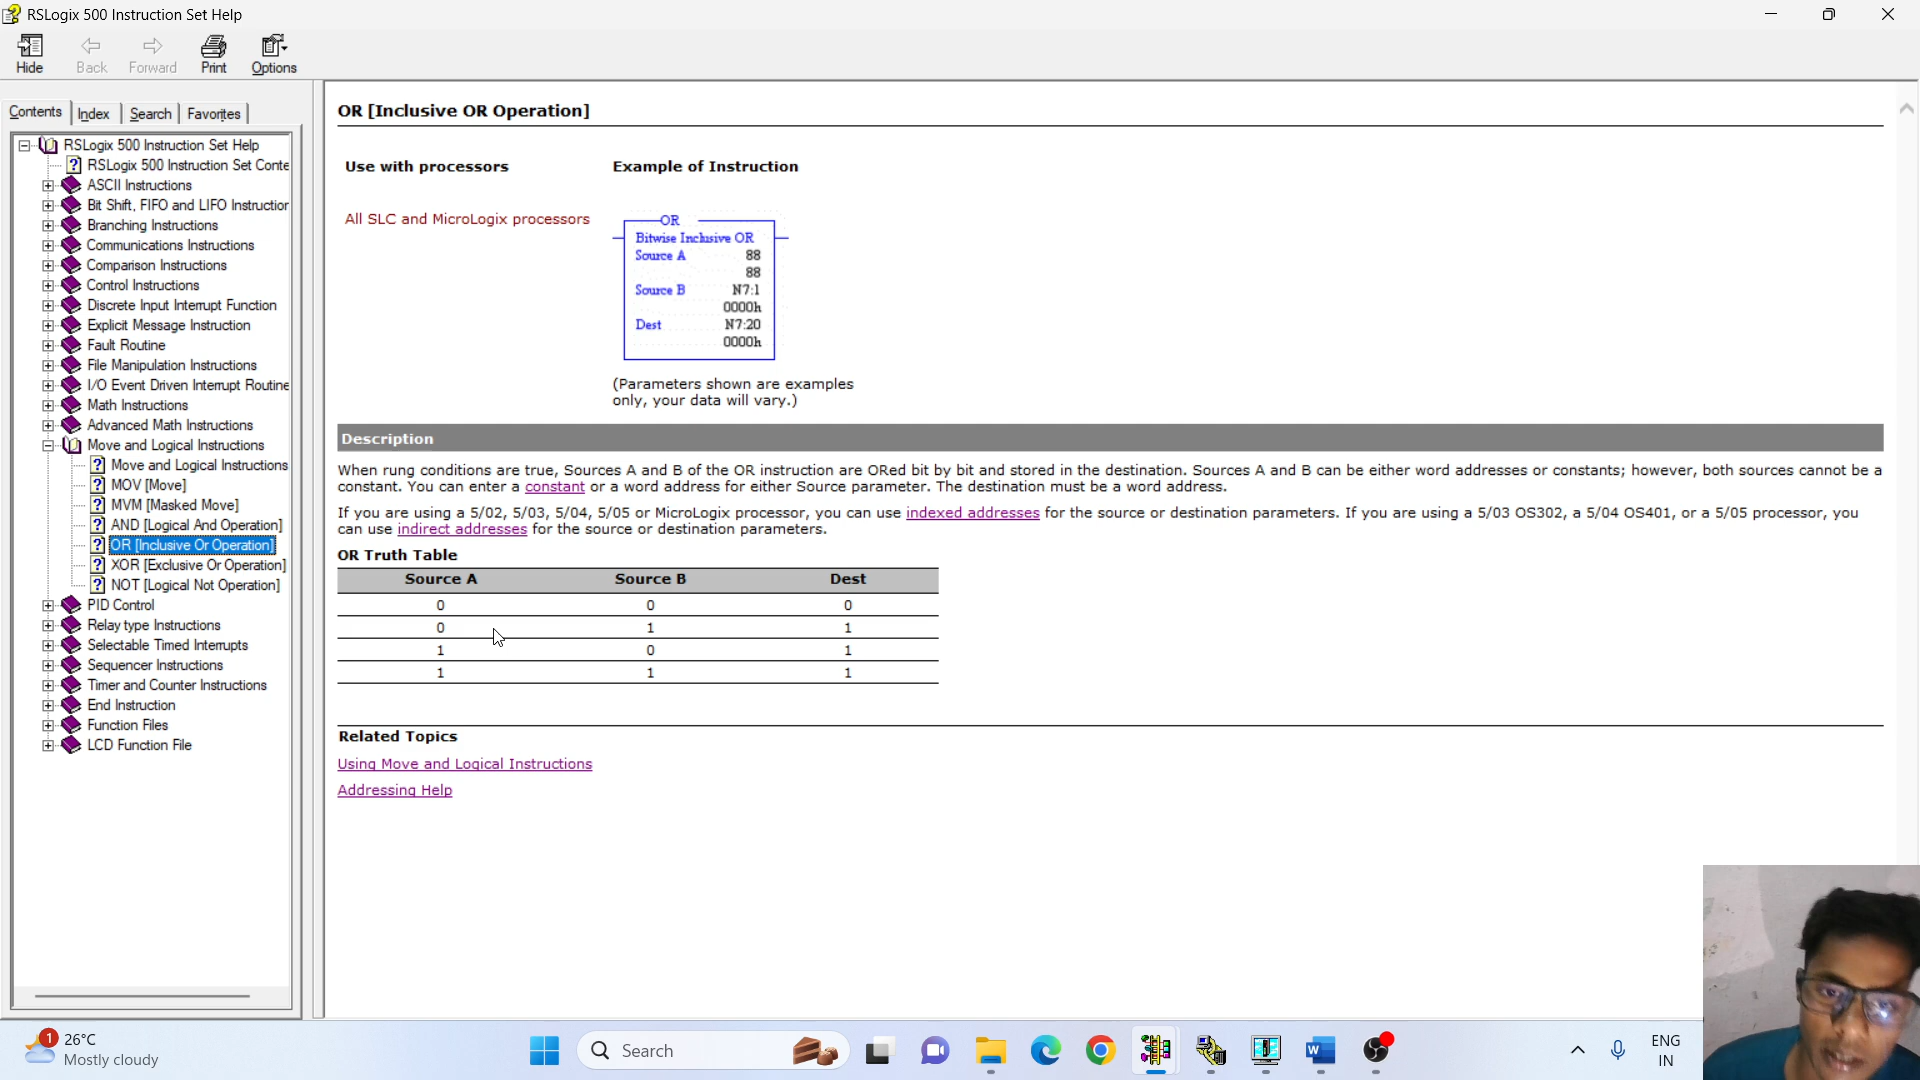 RSLogix 500 Instruction Set Help
Hide
Back
Forward
Print
Options
Contents
Index
Search
Favorites
RSLogix 500 Instruction Set Help
RSLogix 500 Instruction Set Conte
ASCII Instructions
Bit Shift, FIFO and LIFO Instruction
Branching Instructions
Communications Instructions
Comparison Instructions
Control Instructions
Discrete Input Interrupt Function
Explicit Message Instruction
Fault Routine
File Manipulation Instructions
I/O Event Driven Interrupt Routine
Math Instructions
Advanced Math Instructions
Move and Logical Instructions
Move and Logical Instructions
MOV [Move]
MVM [Masked Move]
AND [Logical And Operation]
OR [Inclusive Or Operation]
XOR [Exclusive Or Operation]
NOT [Logical Not Operation]
PID Control
Relay type Instructions
Selectable Timed Interrupts
Sequencer Instructions
Timer and Counter Instructions
End Instruction
Function Files
LCD Function File
OR [Inclusive OR Operation]
Use with processors Example of Instruction
All SLC and MicroLogix processors
OR
Bitwise Inclusive OR
Source A 88
88
Source B N7:1
0000h
Dest N7:20
0000h
(Parameters shown are examples
only, your data will vary.)
Description
When rung conditions are true, Sources A and B of the OR instruction are ORed bit by bit and stored in the destination. Sources A and B can be either word addresses or constants; however, both sources cannot be a
constant. You can enter a constant or a word address for either Source parameter. The destination must be a word address.
If you are using a 5/02, 5/03, 5/04, 5/05 or MicroLogix processor, you can use indexed addresses for the source or destination parameters. If you are using a 5/03 OS302, a 5/04 OS401, or a 5/05 processor, you
can use indirect addresses for the source or destination parameters.
OR Truth Table
Source A Source B Dest
0 0 0
0 1 1
1 0 1
1 1 1
Related Topics
Using Move and Logical Instructions
Addressing Help
1
26°C
Mostly cloudy
Search
ENG
IN